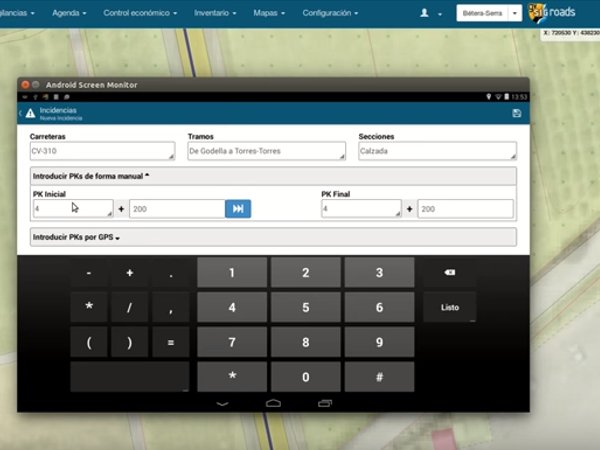 Agenda Control económico Inventario Mapas Configuración Bétera-Serra roads
X: 720530 Y:
Android Screen Monitor
13:53
Incidencias
Nueva Incidencia
Carreteras Tramos Secciones
CV-310 De Godella a Torres-Torres Calzada
Introducir PKs de forma manual
PK Inicial PK Final
4 + 200 4 + 200
Introducir PKs por GPS
- + . 1 2 3
* / , 4 5 6 Listo
( ) = 7 8 9
* 0 #